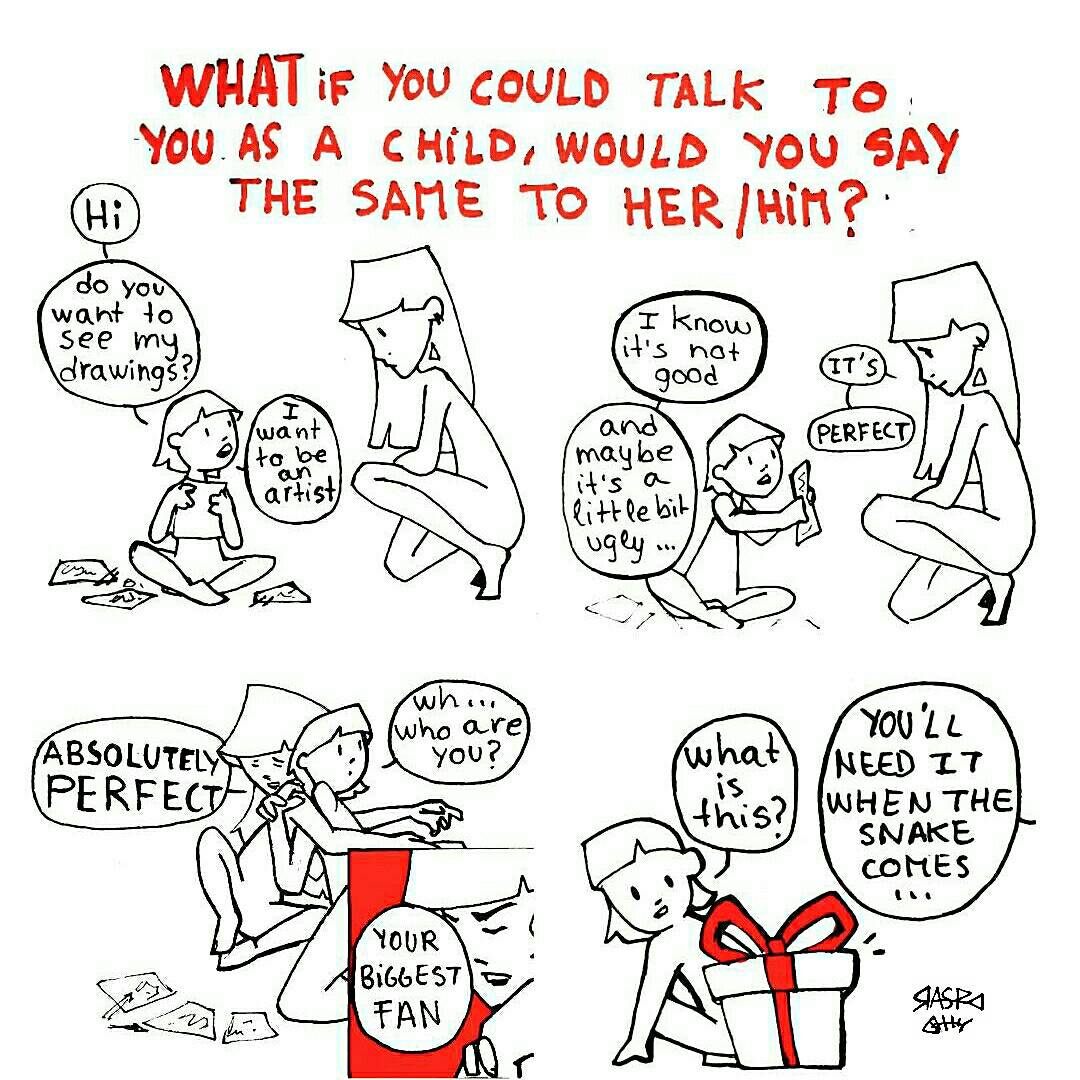 WHAT iF YOU COULD TALK TO
YOU AS A CHiLD, WOULD YOU SAY
THE SAME TO HER/HiM?
Hi
do you
want to
see my
drawings?
I
want
to be
an
artist
I know
it's not
good
and
maybe
it's a
little bit
ugly ...
IT'S
PERFECT
ABSOLUTELY
PERFECT
wh...
who are
you?
YOUR
BiGGEST
FAN
what
is
this?
YOU'LL
NEED IT
WHEN THE
SNAKE
COMES
...